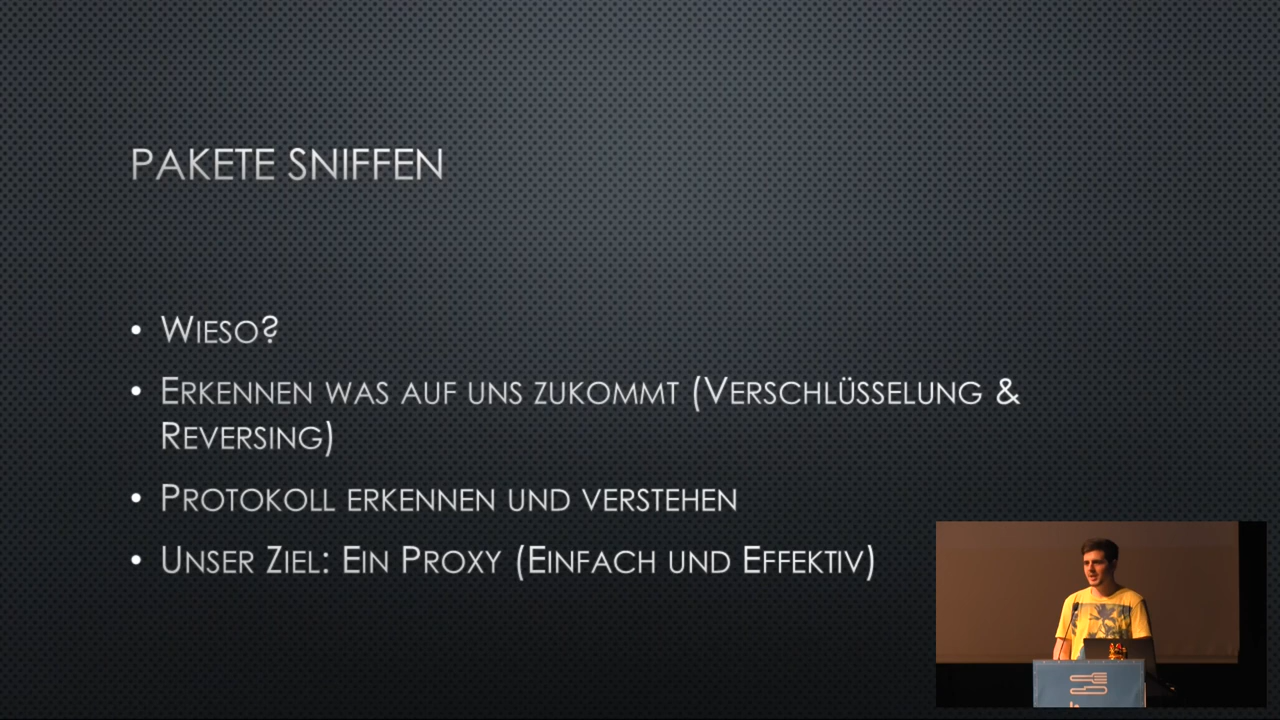 PAKETE SNIFFEN
• WIESO?
• ERKENNEN WAS AUF UNS ZUKOMMT (VERSCHLÜSSELUNG &
REVERSING)
• PROTOKOLL ERKENNEN UND VERSTEHEN
• UNSER ZIEL: EIN PROXY (EINFACH UND EFFEKTIV)